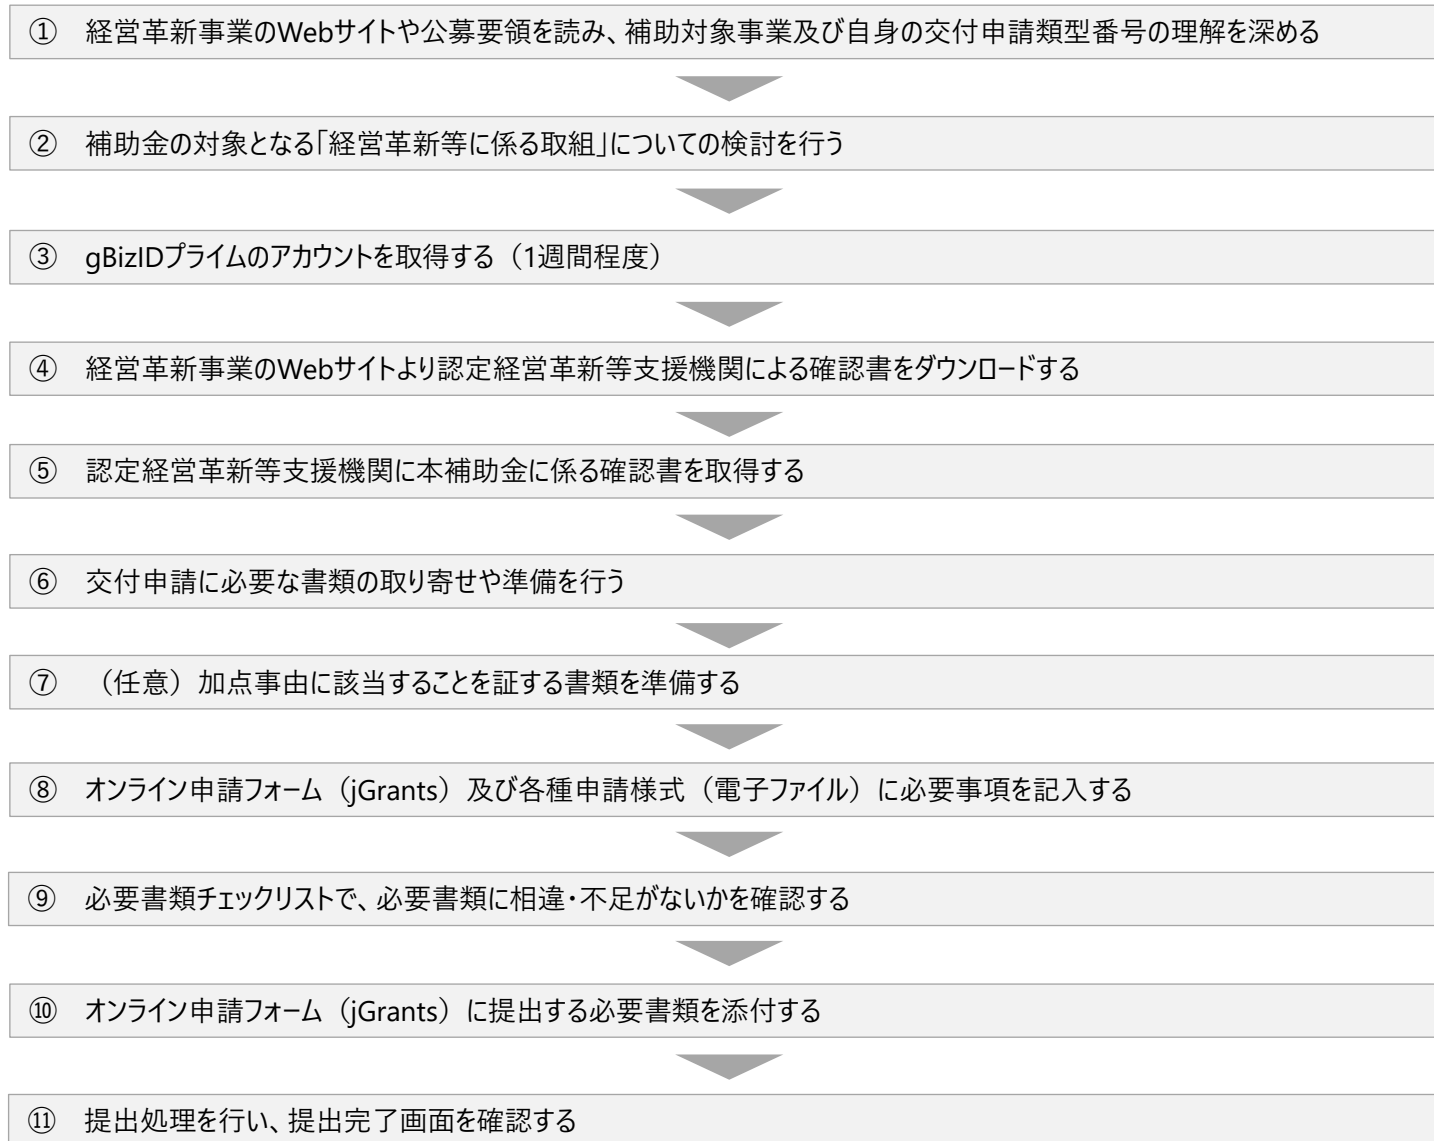 ① 経営革新事業のWebサイトや公募要領を読み、補助対象事業及び自身の交付申請類型番号の理解を深める
② 補助金の対象となる｢経営革新等に係る取組｣についての検討を行う
③ gBizIDプライムのアカウントを取得する（1週間程度）
④ 経営革新事業のWebサイトより認定経営革新等支援機関による確認書をダウンロードする
⑤ 認定経営革新等支援機関に本補助金に係る確認書を取得する
⑥ 交付申請に必要な書類の取り寄せや準備を行う
⑦ （任意）加点事由に該当することを証する書類を準備する
⑧ オンライン申請フォーム（jGrants）及び各種申請様式（電子ファイル）に必要事項を記入する
⑨ 必要書類チェックリストで、必要書類に相違・不足がないかを確認する
⑩ オンライン申請フォーム（jGrants）に提出する必要書類を添付する
⑪ 提出処理を行い、提出完了画面を確認する